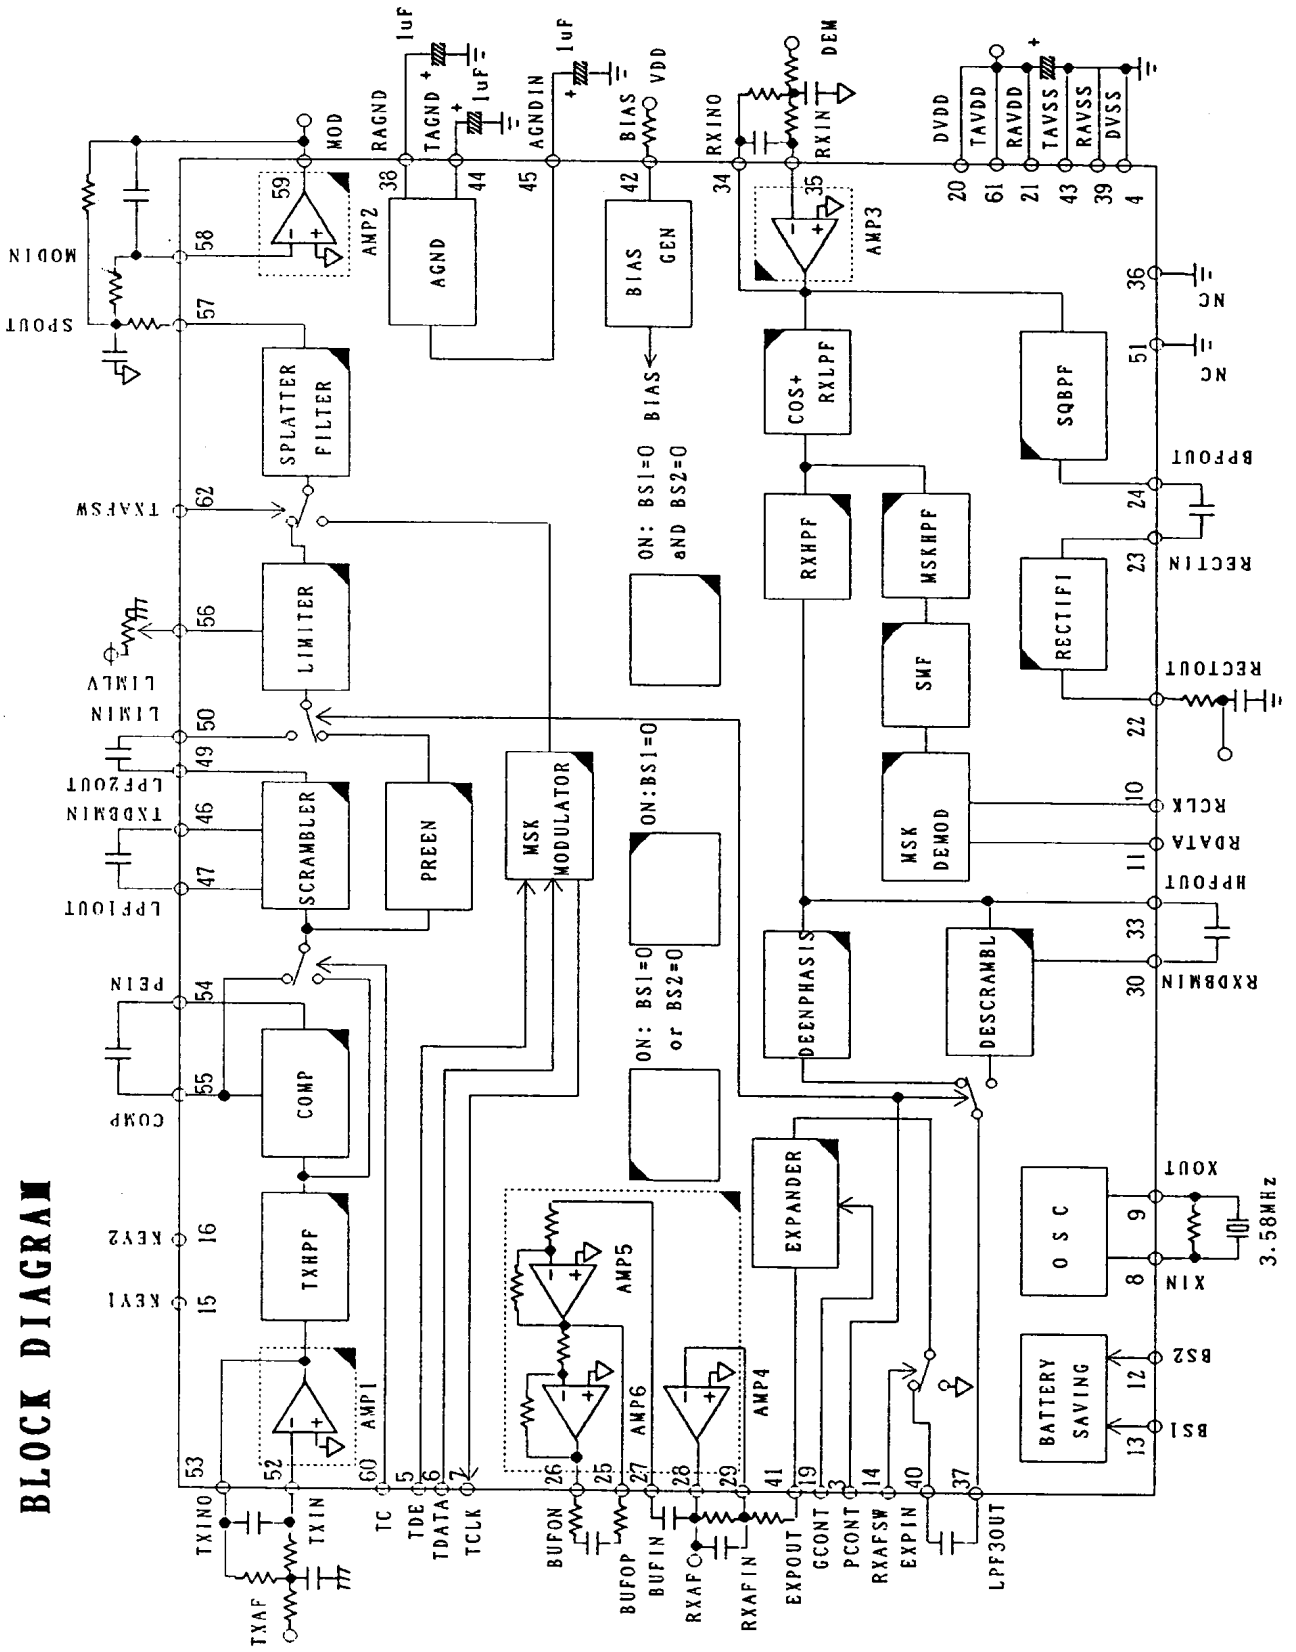 BLOCK DIAGRAM
TXINO
53
TXAF
TXIN
52
AMP1
TC
60
TDE
5
TDATA
6
TCLK
7
KEY1
15
KEY2
16
TXHPF
COMP
55
COMP
PEIN
54
LPF1OUT
47
TXDBMIN
46
LPF2OUT
49
LIMIN
50
LIMLV
56
SCRAMBLER
PREEN
LIMITER
TXAFSW
62
SPLATTER
FILTER
SPOUT
57
MODIN
58
59
MOD
AMP2
MSK
MODULATOR
AGND
RAGND
38
1uF
+
TAGND
44
1uF
+
AGNDIN
45
1uF
+
BIAS
42
VDD
BIAS
GEN
BIAS
ON: BS1=0
or BS2=0
ON:BS1=0
ON: BS1=0
aND BS2=0
BUFON
26
BUFOP
25
BUFIN
27
RXAF
28
RXAFIN
29
AMP5
AMP6
AMP4
EXPOUT
41
GCONT
19
PCONT
3
RXAFSW
14
EXPIN
40
LPF3OUT
37
EXPANDER
DEENPHASIS
DESCRAMBL
RXHPF
COS+
RXLPF
AMP3
RXINO
34
RXIN
35
DEM
MSKHPF
SMF
MSK
DEMOD
SQBPF
RECTIFI
DVDD
20
TAVDD
61
RAVDD
21
TAVSS
43
RAVSS
39
DVSS
4
+
36
NC
51
NC
BPFOUT
24
RECTIN
23
RECTOUT
22
RCLK
10
RDATA
11
HPFOUT
33
RXDBMIN
30
OSC
XOUT
9
XIN
8
3.58MHz
BATTERY
SAVING
BS2
12
BS1
13